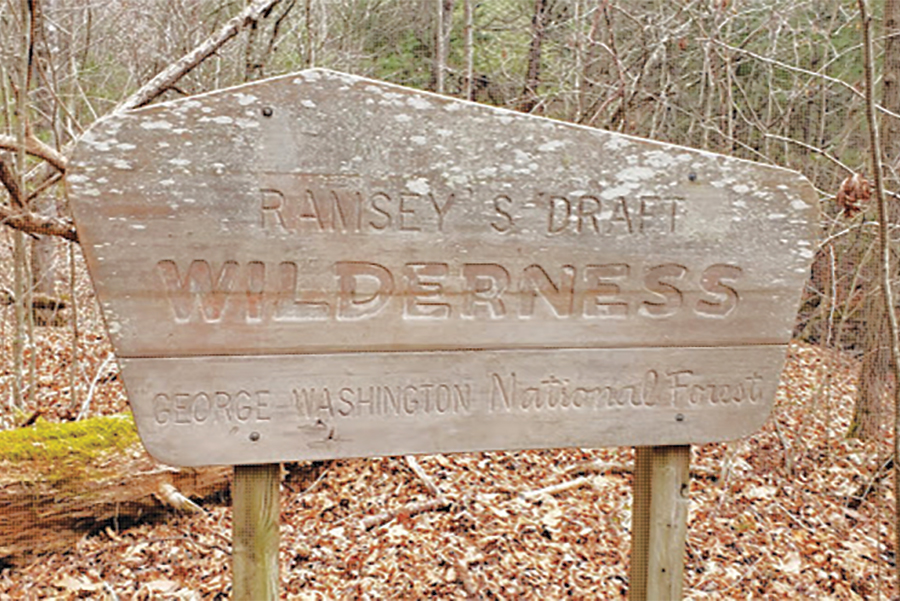 RAMSEY'S DRAFT
WILDERNESS
GEORGE WASHINGTON National Forest